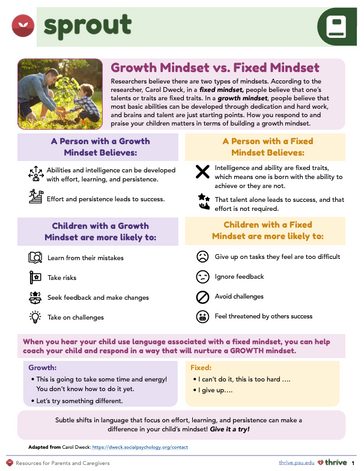 sprout
Growth Mindset vs. Fixed Mindset
Researchers believe there are two types of mindsets. According to the
researcher, Carol Dweck, in a fixed mindset, people believe that one's
talents or traits are fixed traits. In a growth mindset, people believe that
most basic abilities can be developed through dedication and hard work,
and brains and talent are just starting points. How you respond to and
praise your children matters in terms of building a growth mindset.
A Person with a Growth
Mindset Believes:
Abilities and intelligence can be developed
with effort, learning, and persistence.
Effort and persistence leads to success.
A Person with a Fixed
Mindset Believes:
Intelligence and ability are fixed traits,
which means one is born with the ability to
achieve or they are not.
That talent alone leads to success, and that
effort is not required.
Children with a Growth
Mindset are more likely to:
Learn from their mistakes
Take risks
Seek feedback and make changes
Take on challenges
Children with a Fixed
Mindset are more likely to:
Give up on tasks they feel are too difficult
Ignore feedback
Avoid challenges
Feel threatened by others success
When you hear your child use language associated with a fixed mindset, you can help
coach your child and respond in a way that will nurture a GROWTH mindset.
Growth:
• This is going to take some time and energy!
You don't know how to do it yet.
• Let's try something different.
Fixed:
• I can't do it, this is too hard ....
• I give up....
Subtle shifts in language that focus on effort, learning, and persistence can make a
difference in your child's mindset! Give it a try!
Adapted from Carol Dweck: https://dweck.socialpsychology.org/contact
Resources for Parents and Caregivers
thrive.psu.edu
thrive
1